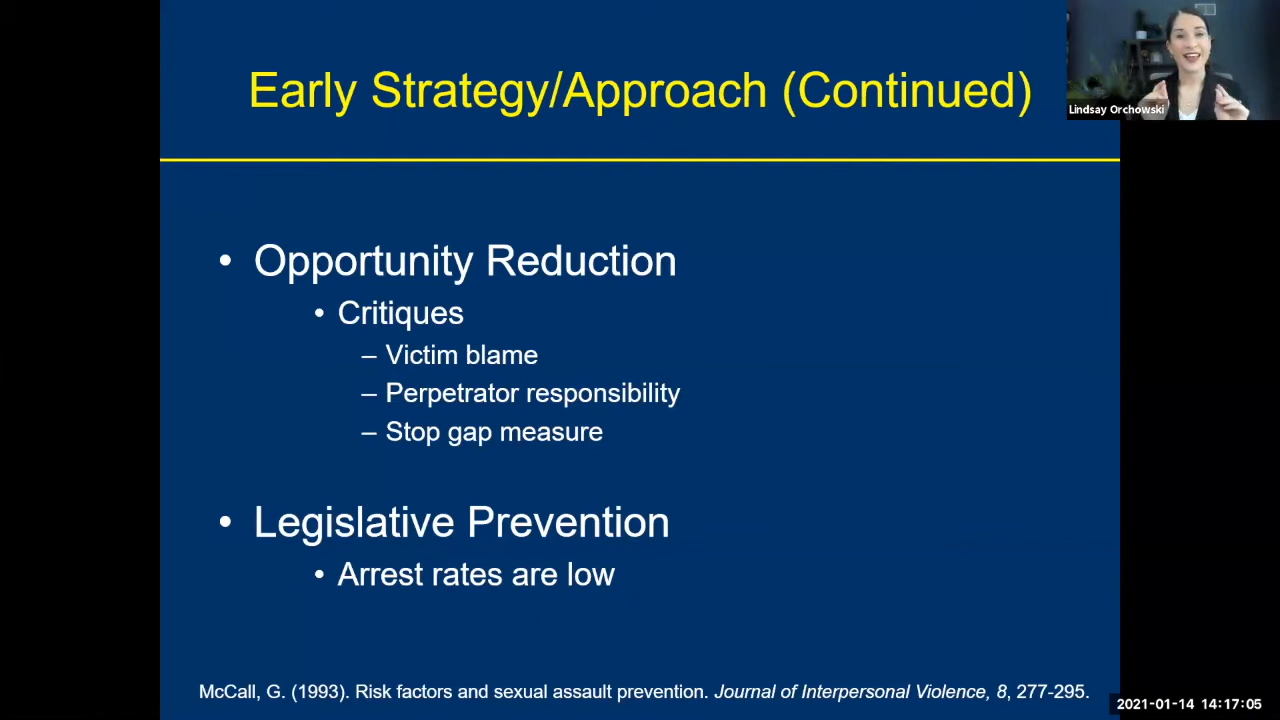 Early Strategy/Approach (Continued)
Lindsay Orchowski
• Opportunity Reduction
• Critiques
– Victim blame
– Perpetrator responsibility
– Stop gap measure
• Legislative Prevention
• Arrest rates are low
McCall, G. (1993). Risk factors and sexual assault prevention. Journal of Interpersonal Violence, 8, 277-295.
2021-01-14 14:17:05